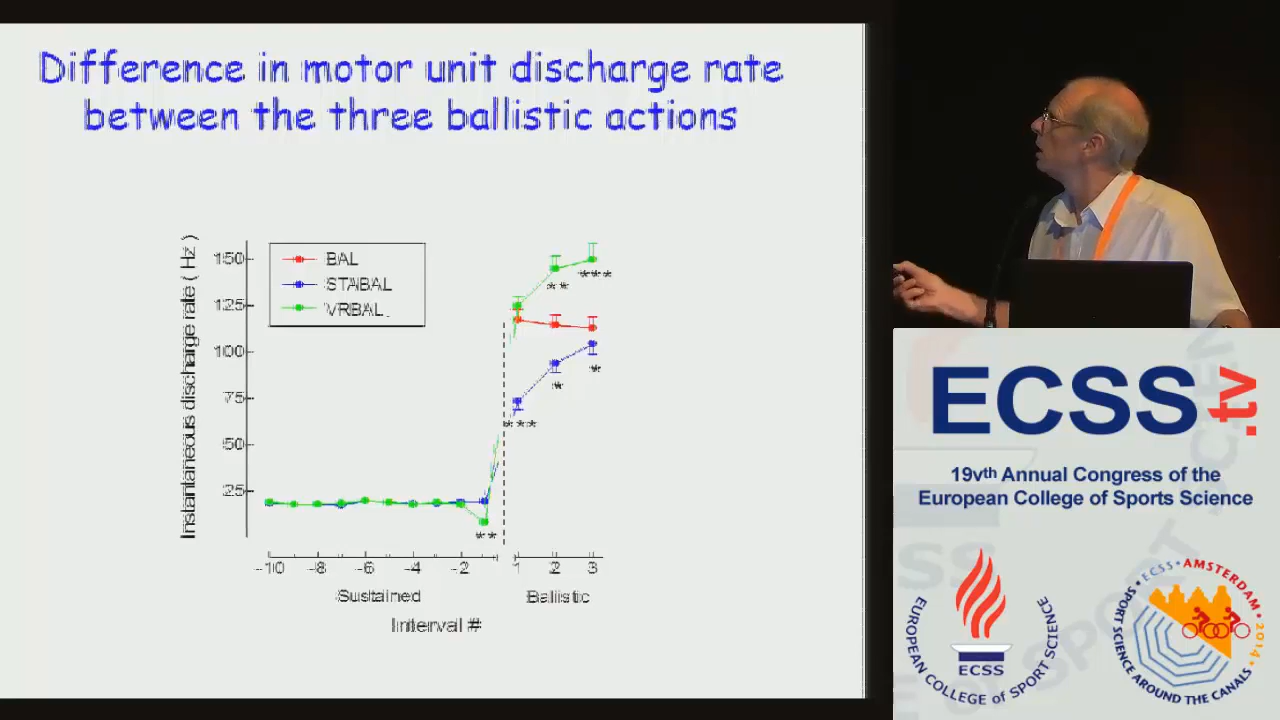 Difference in motor unit discharge rate
between the three ballistic actions
Instantaneous discharge rate ( Hz )
150
125
100
75
50
25
BAL
STABAL
VRBAL
**
***
**
***
*
*
-10 -8 -6 -4 -2 1 2 3
Sustained Ballistic
Interval #
ECSS.tv
19vth Annual Congress of the
European College of Sports Science
EUROPEAN COLLEGE OF SPORT SCIENCE
ECSS
ECSS • AMSTERDAM 2014
SPORT SCIENCE AROUND THE CANALS